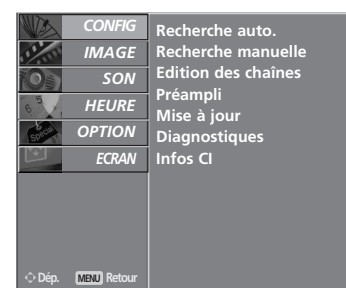 CONFIG
IMAGE
SON
HEURE
OPTION
ECRAN
Recherche auto.
Recherche manuelle
Edition des chaînes
Préampli
Mise à jour
Diagnostiques
Infos CI
Dép. MENU Retour